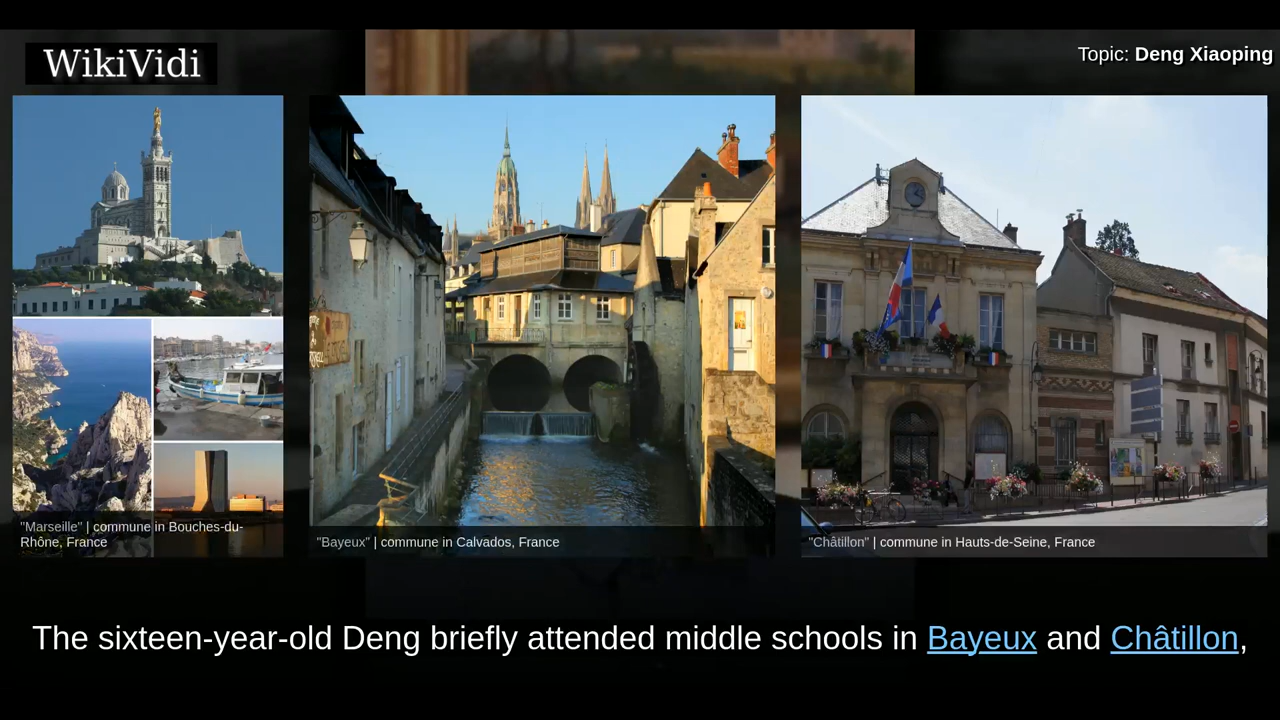 WikiVidi
Topic: Deng Xiaoping
"Marseille" | commune in Bouches-du-
Rhône, France
"Bayeux" | commune in Calvados, France
"Châtillon" | commune in Hauts-de-Seine, France
The sixteen-year-old Deng briefly attended middle schools in Bayeux and Châtillon,